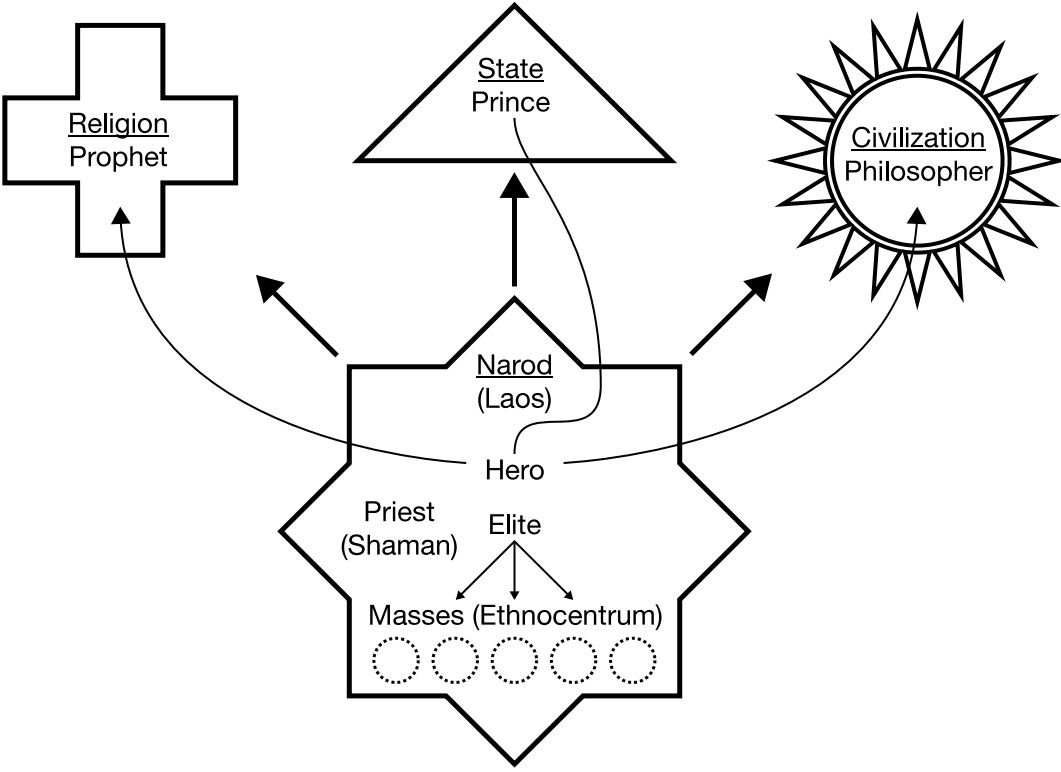 Religion
Prophet
State
Prince
Civilization
Philosopher
Narod
(Laos)
Hero
Priest
(Shaman)
Elite
Masses (Ethnocentrum)